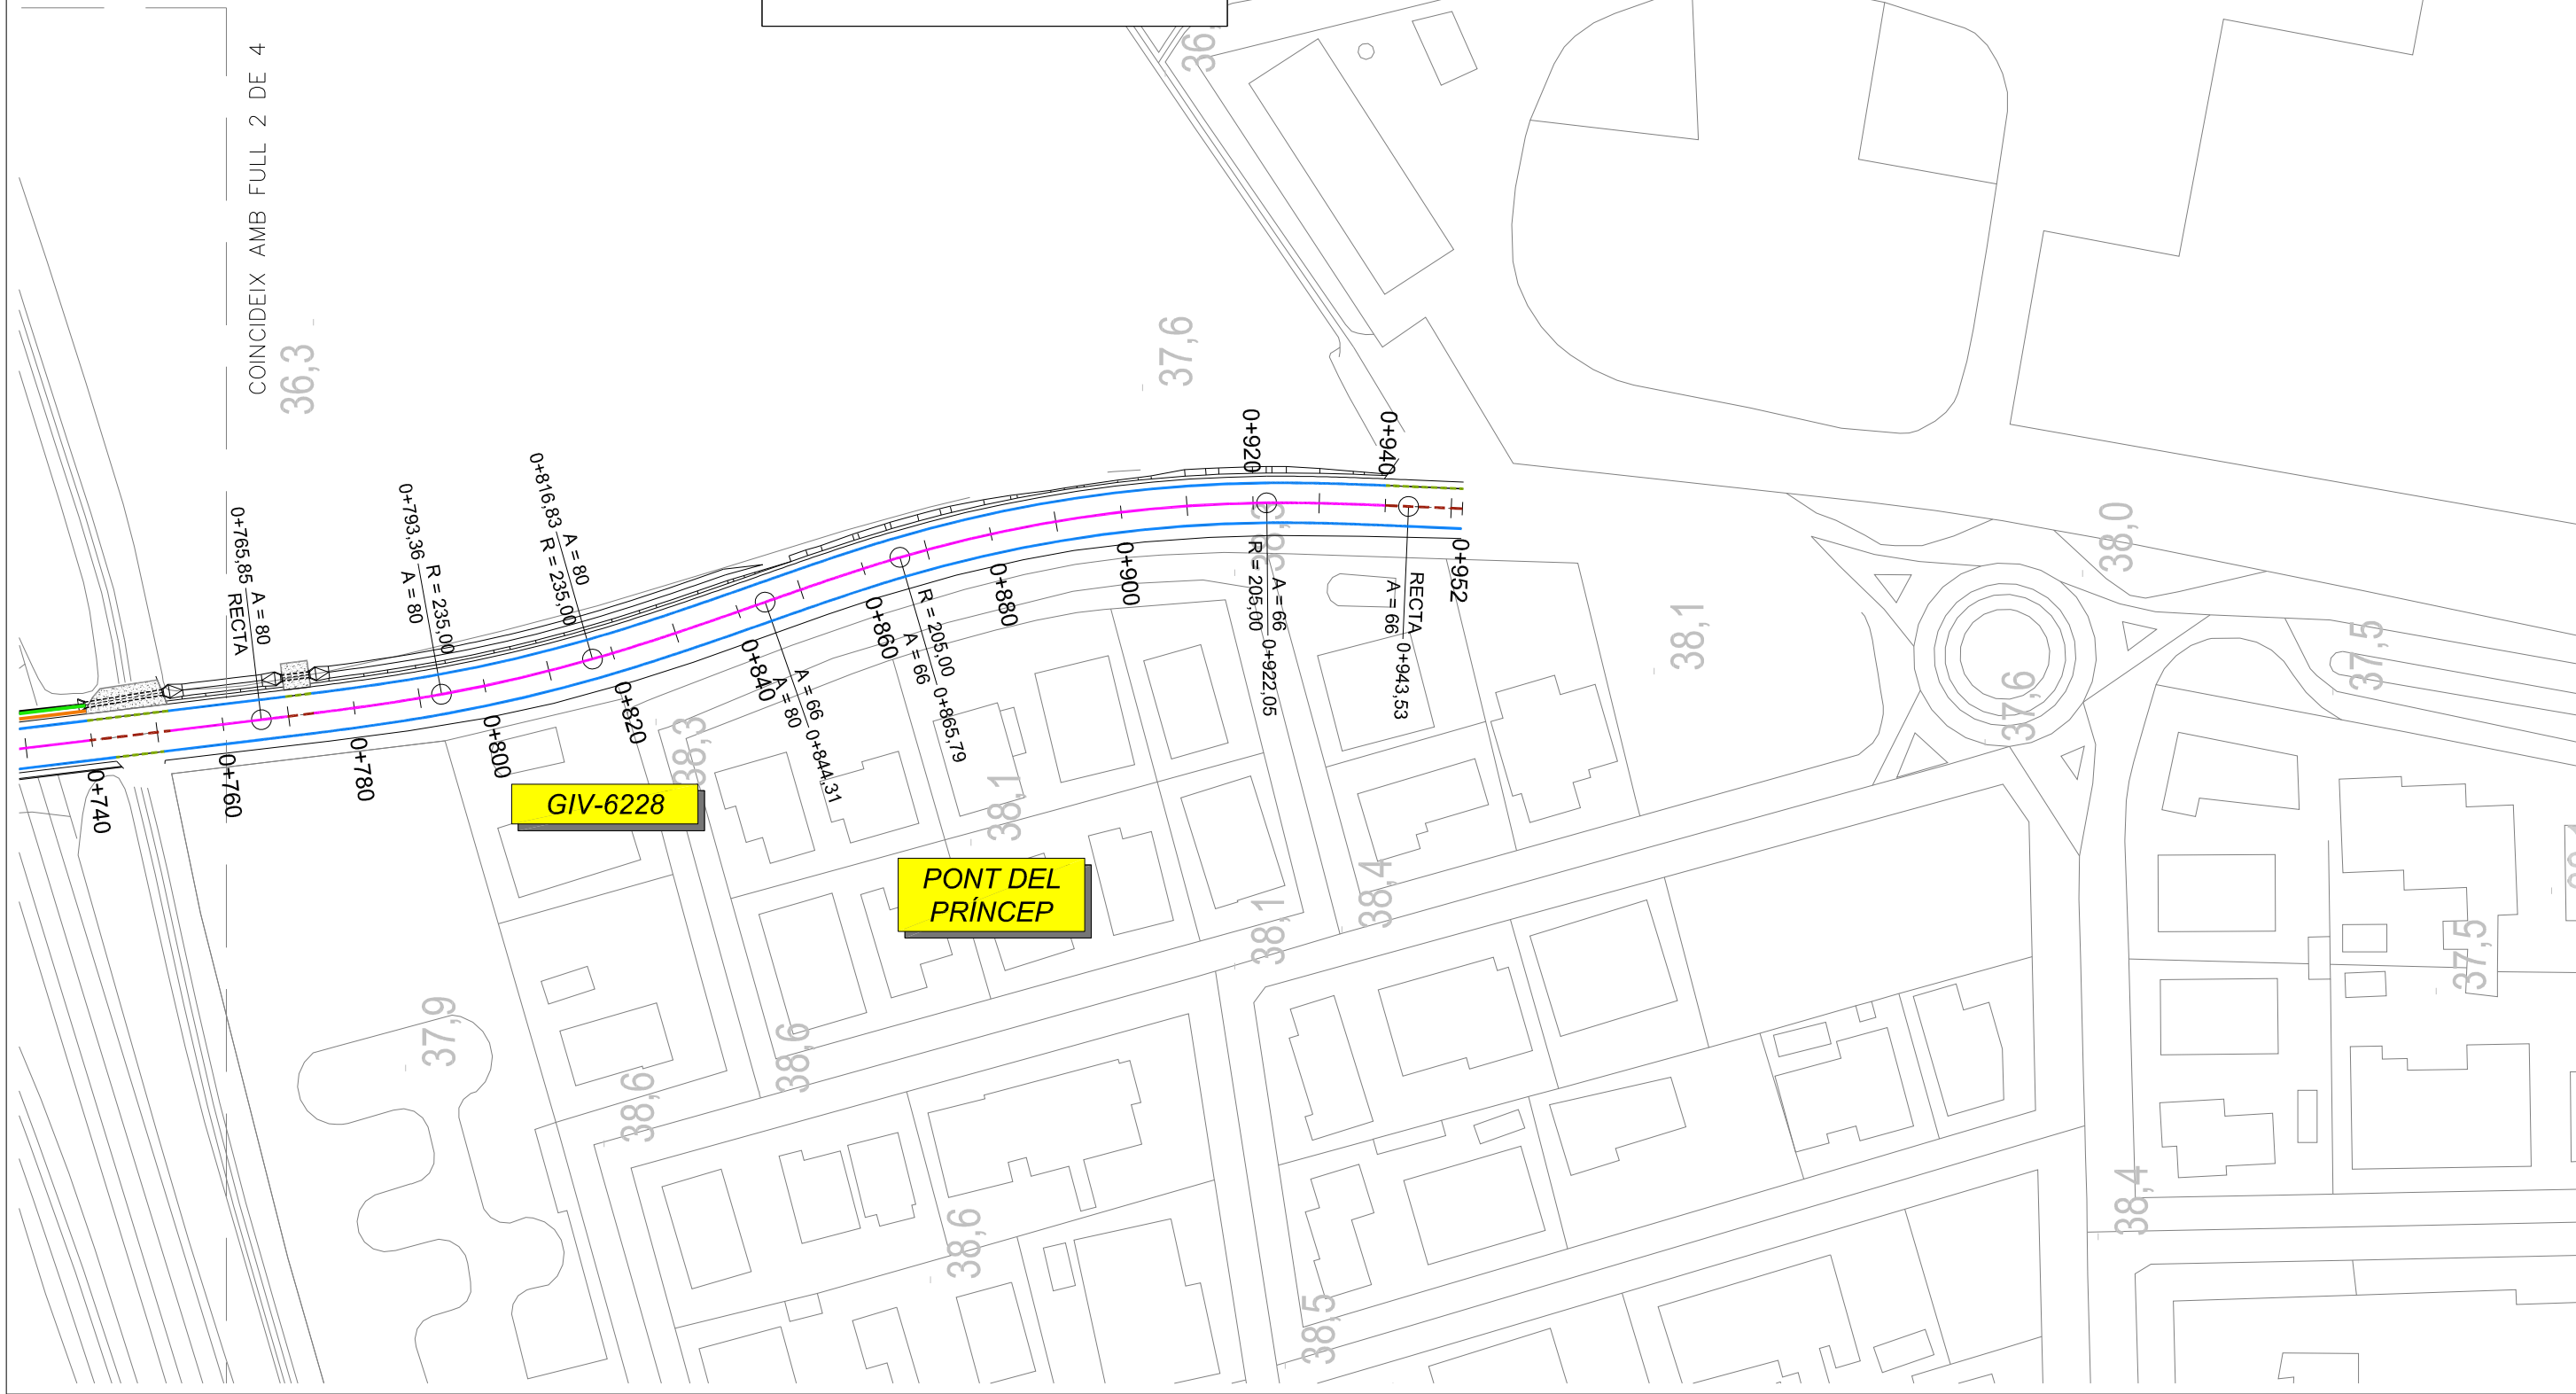 COINCIDEIX AMB FULL 2 DE 4
36,3
37,6
0+765,85
A = 80
RECTA
0+793,36
R = 235,00
A = 80
0+816,83
A = 80
R = 235,00
A = 66
A = 80
0+844,31
R = 205,00
A = 66
0+865,79
A = 66
R = 205,00
0+922,05
RECTA
A = 66
0+943,53
0+740
0+760
0+780
0+800
0+820
0+840
0+860
0+880
0+900
0+920
0+940
0+952
GIV-6228
PONT DEL
PRÍNCEP
38,3
38,1
38,1
38,4
38,1
38,0
37,6
37,5
37,5
37,9
38,6
38,6
38,6
38,5
38,4